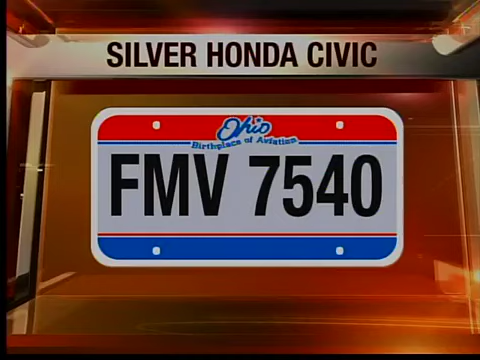 SILVER HONDA CIVIC
Ohio
Birthplace of Aviation
FMV 7540